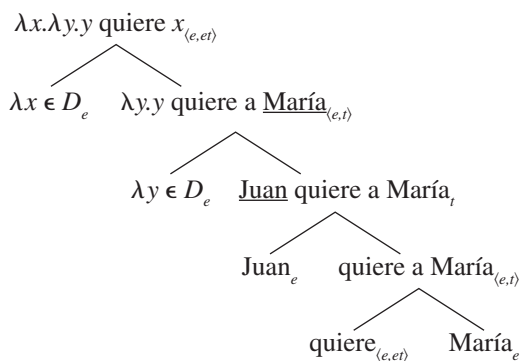 λx.λy.y quiere x⟨e,et⟩
λx ϵ De λy.y quiere a María⟨e,t⟩
λy ϵ De Juan quiere a Maríat
Juane quiere a María⟨e,t⟩
quiere⟨e,et⟩ Maríae